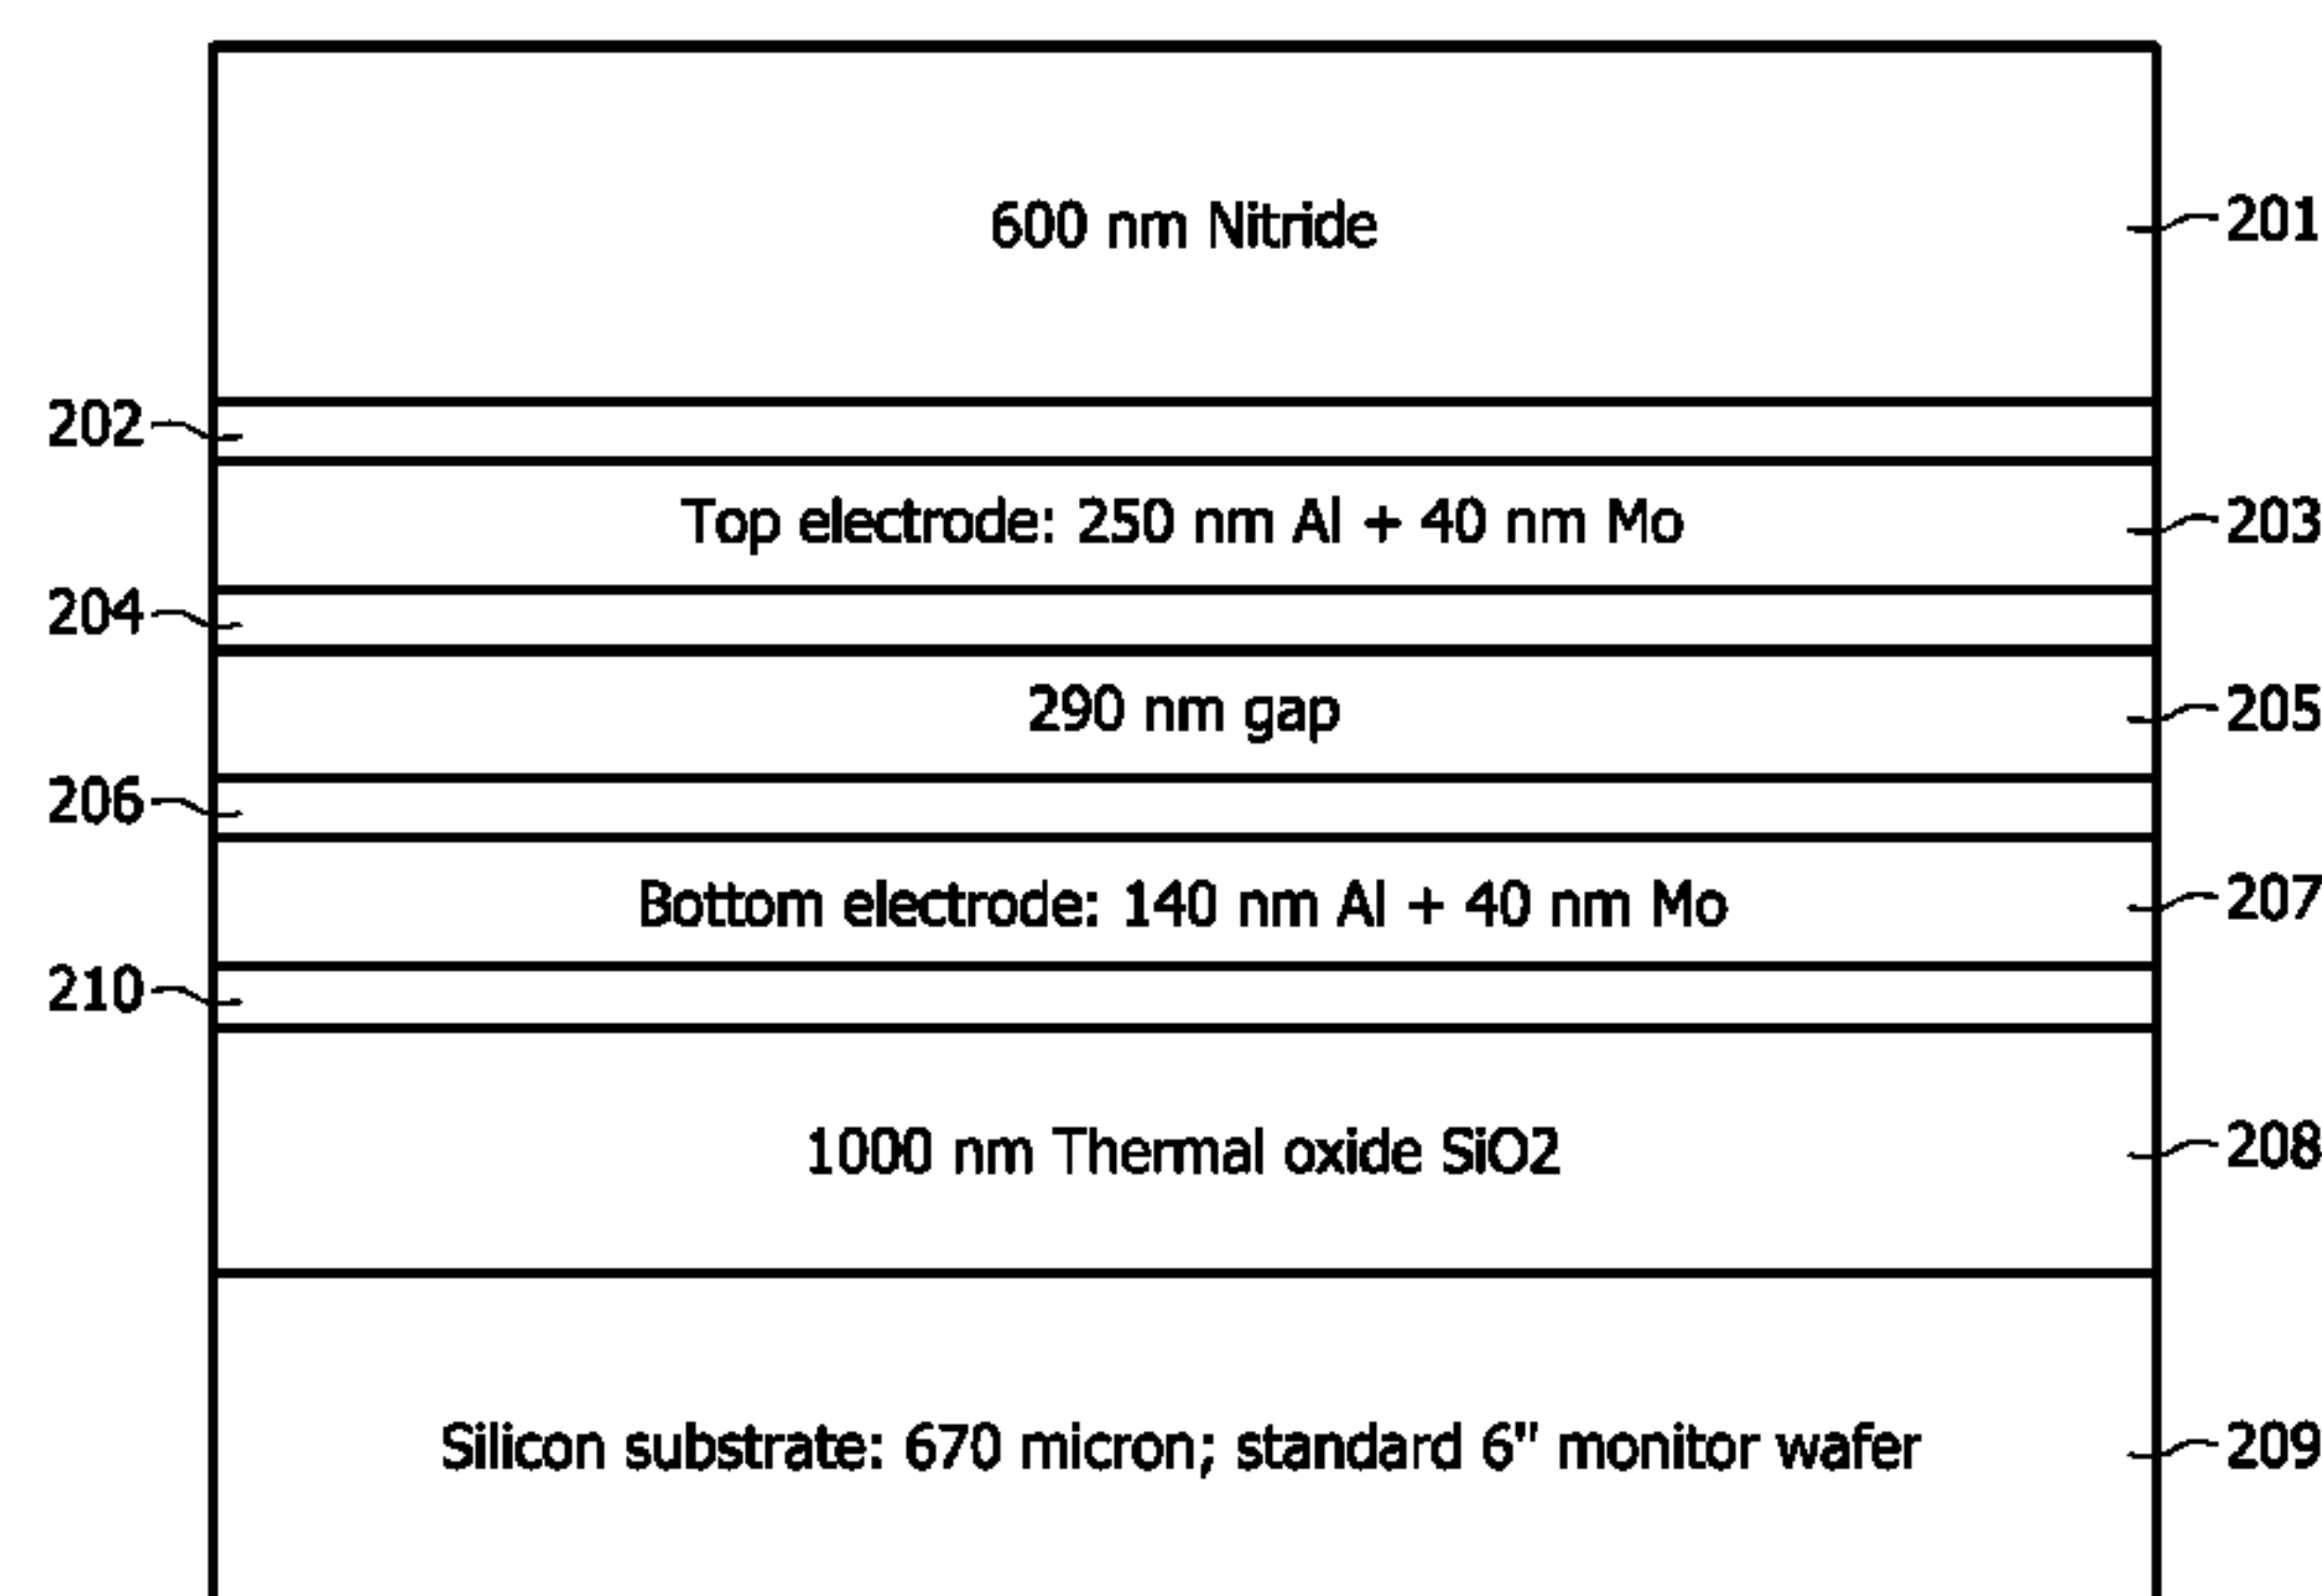 600 nm Nitride
201
202
Top electrode: 250 nm Al + 40 nm Mo
203
204
290 nm gap
205
206
Bottom electrode: 140 nm Al + 40 nm Mo
207
210
1000 nm Thermal oxide SiO2
208
Silicon substrate: 670 micron; standard 6" monitor wafer
209